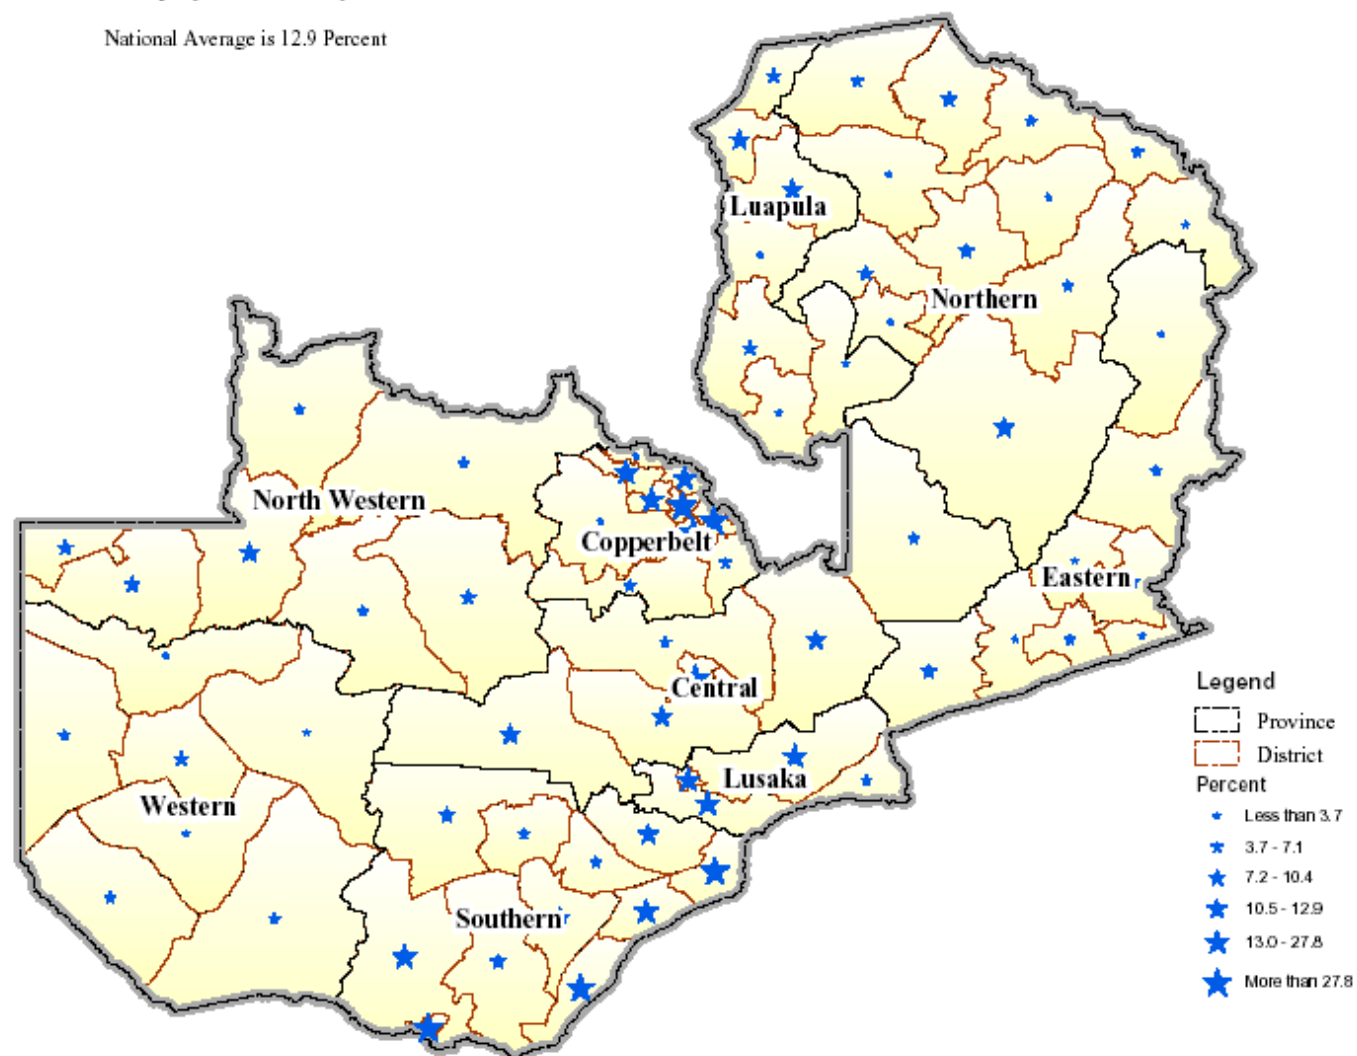 National Average is 12.9 Percent
Luapula
Northern
North Western
Copperbelt
Eastern
Central
Lusaka
Western
Southern
Legend
Province
District
Percent
Less than 3.7
3.7 - 7.1
7.2 - 10.4
10.5 - 12.9
13.0 - 27.8
More than 27.8